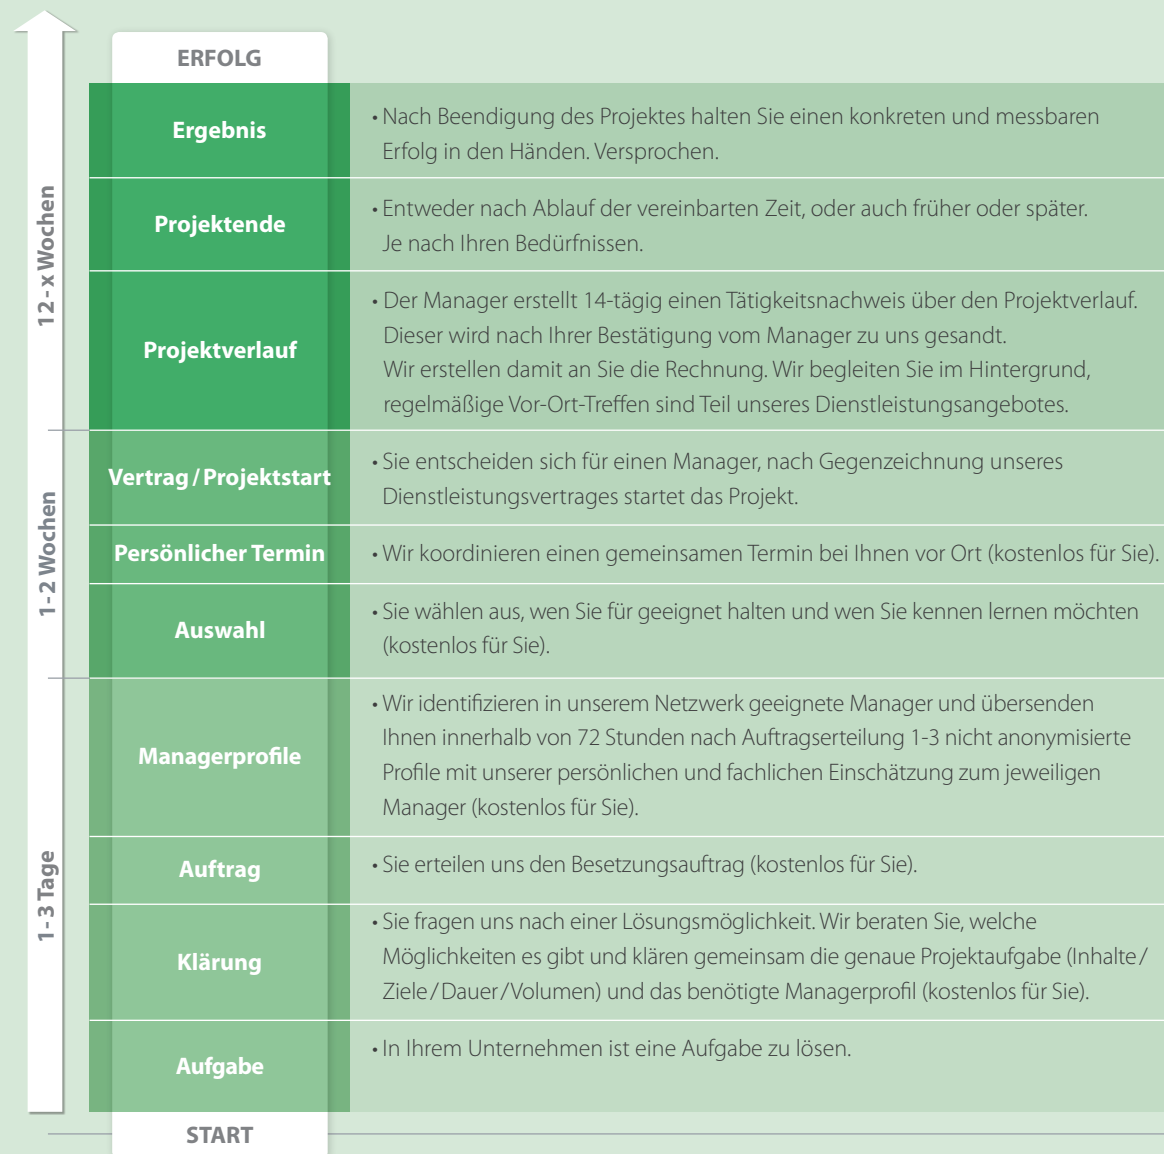 ERFOLG
Ergebnis
• Nach Beendigung des Projektes halten Sie einen konkreten und messbaren
Erfolg in den Händen. Versprochen.
Projektende
• Entweder nach Ablauf der vereinbarten Zeit, oder auch früher oder später.
Je nach Ihren Bedürfnissen.
12 - x Wochen
Projektverlauf
• Der Manager erstellt 14-tägig einen Tätigkeitsnachweis über den Projektverlauf.
Dieser wird nach Ihrer Bestätigung vom Manager zu uns gesandt.
Wir erstellen damit an Sie die Rechnung. Wir begleiten Sie im Hintergrund,
regelmäßige Vor-Ort-Treffen sind Teil unseres Dienstleistungsangebotes.
Vertrag / Projektstart
• Sie entscheiden sich für einen Manager, nach Gegenzeichnung unseres
Dienstleistungsvertrages startet das Projekt.
1 - 2 Wochen
Persönlicher Termin
• Wir koordinieren einen gemeinsamen Termin bei Ihnen vor Ort (kostenlos für Sie).
Auswahl
• Sie wählen aus, wen Sie für geeignet halten und wen Sie kennen lernen möchten
(kostenlos für Sie).
Managerprofile
• Wir identifizieren in unserem Netzwerk geeignete Manager und übersenden
Ihnen innerhalb von 72 Stunden nach Auftragserteilung 1-3 nicht anonymisierte
Profile mit unserer persönlichen und fachlichen Einschätzung zum jeweiligen
Manager (kostenlos für Sie).
1 - 3 Tage
Auftrag
• Sie erteilen uns den Besetzungsauftrag (kostenlos für Sie).
Klärung
• Sie fragen uns nach einer Lösungsmöglichkeit. Wir beraten Sie, welche
Möglichkeiten es gibt und klären gemeinsam die genaue Projektaufgabe (Inhalte /
Ziele / Dauer / Volumen) und das benötigte Managerprofil (kostenlos für Sie).
Aufgabe
• In Ihrem Unternehmen ist eine Aufgabe zu lösen.
START